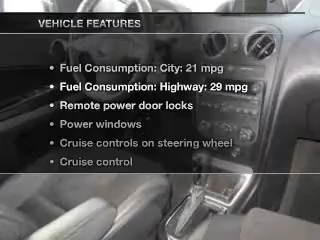 VEHICLE FEATURES
• Fuel Consumption: City: 21 mpg
• Fuel Consumption: Highway: 29 mpg
• Remote power door locks
• Power windows
• Cruise controls on steering wheel
• Cruise control